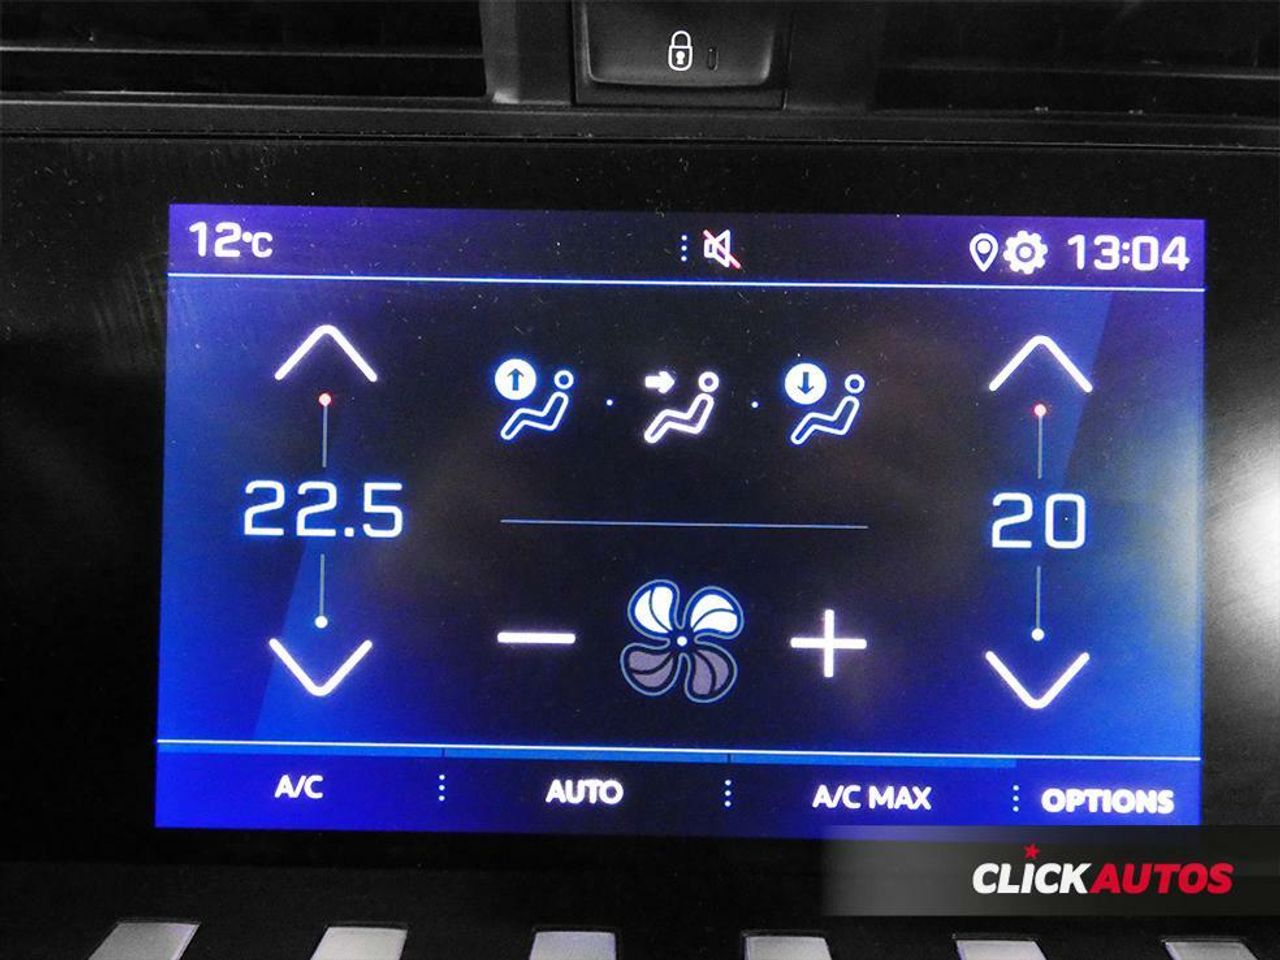 12°C
13:04
22.5
20
A/C
AUTO
A/C MAX
OPTIONS
CLICKAUTOS